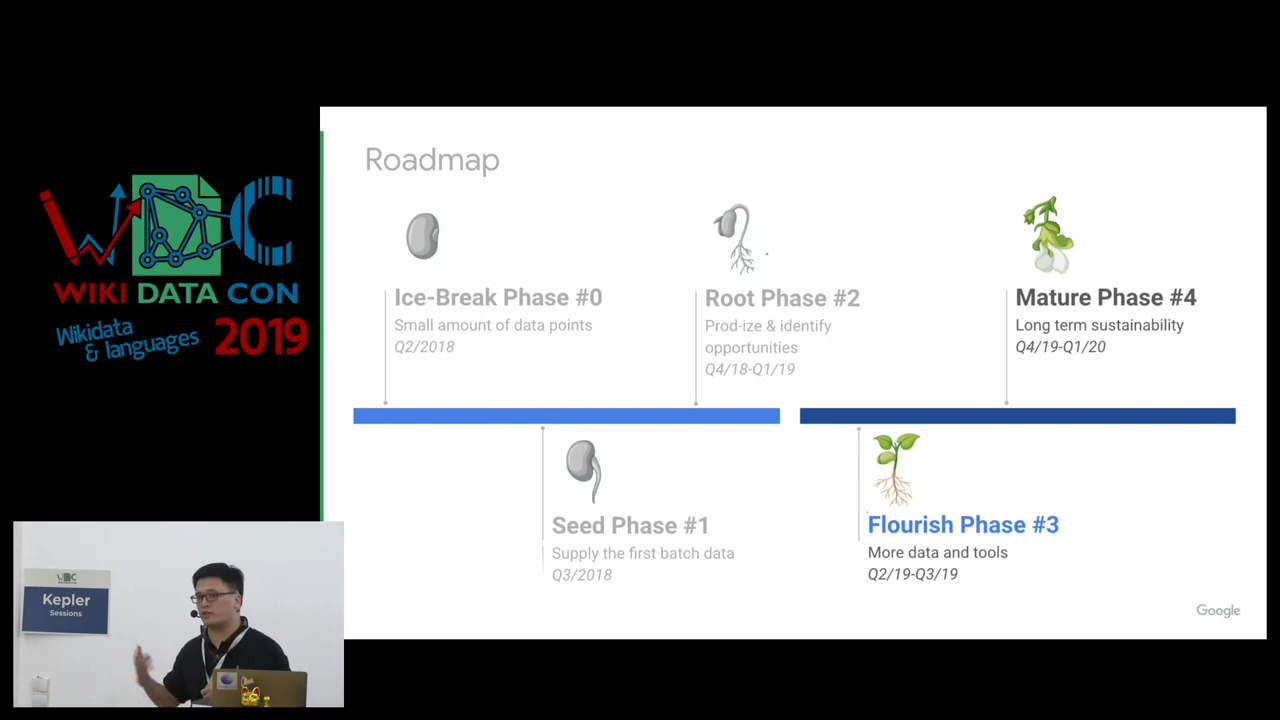 WDC
WIKI DATA CON
Wikidata
& languages
2019
Roadmap
Ice-Break Phase #0
Small amount of data points
Q2/2018
Root Phase #2
Prod-ize & identify
opportunities
Q4/18-Q1/19
Mature Phase #4
Long term sustainability
Q4/19-Q1/20
Seed Phase #1
Supply the first batch data
Q3/2018
Flourish Phase #3
More data and tools
Q2/19-Q3/19
Google
Kepler
Sessions